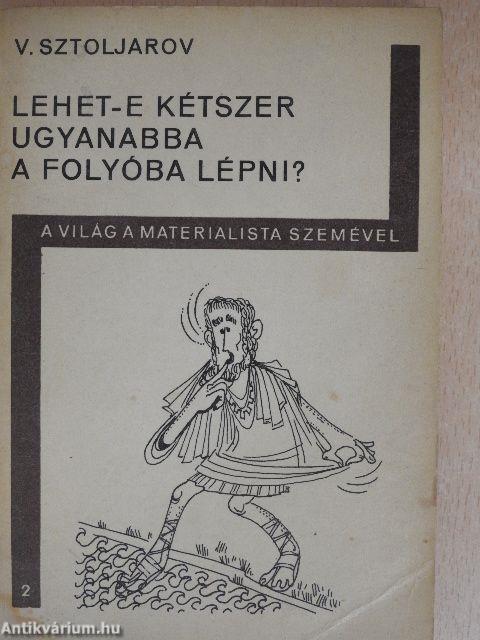 V. SZTOLJAROV
LEHET-E KÉTSZER
UGYANABBA
A FOLYÓBA LÉPNI?
A VILÁG A MATERIALISTA SZEMÉVEL
2
Antikvárium.hu